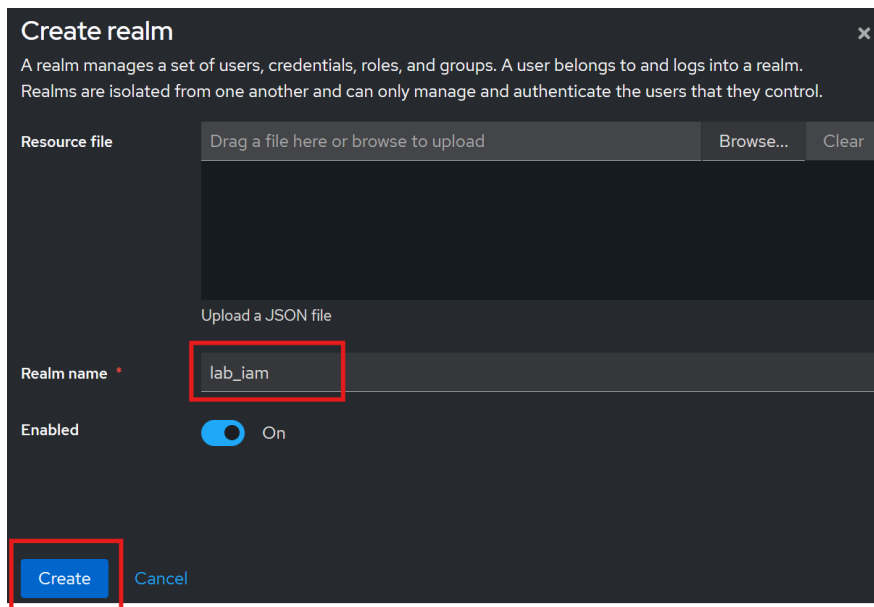 Create realm
A realm manages a set of users, credentials, roles, and groups. A user belongs to and logs into a realm.
Realms are isolated from one another and can only manage and authenticate the users that they control.
Resource file
Drag a file here or browse to upload
Browse...
Clear
Upload a JSON file
Realm name *
lab_iam
Enabled
On
Create
Cancel